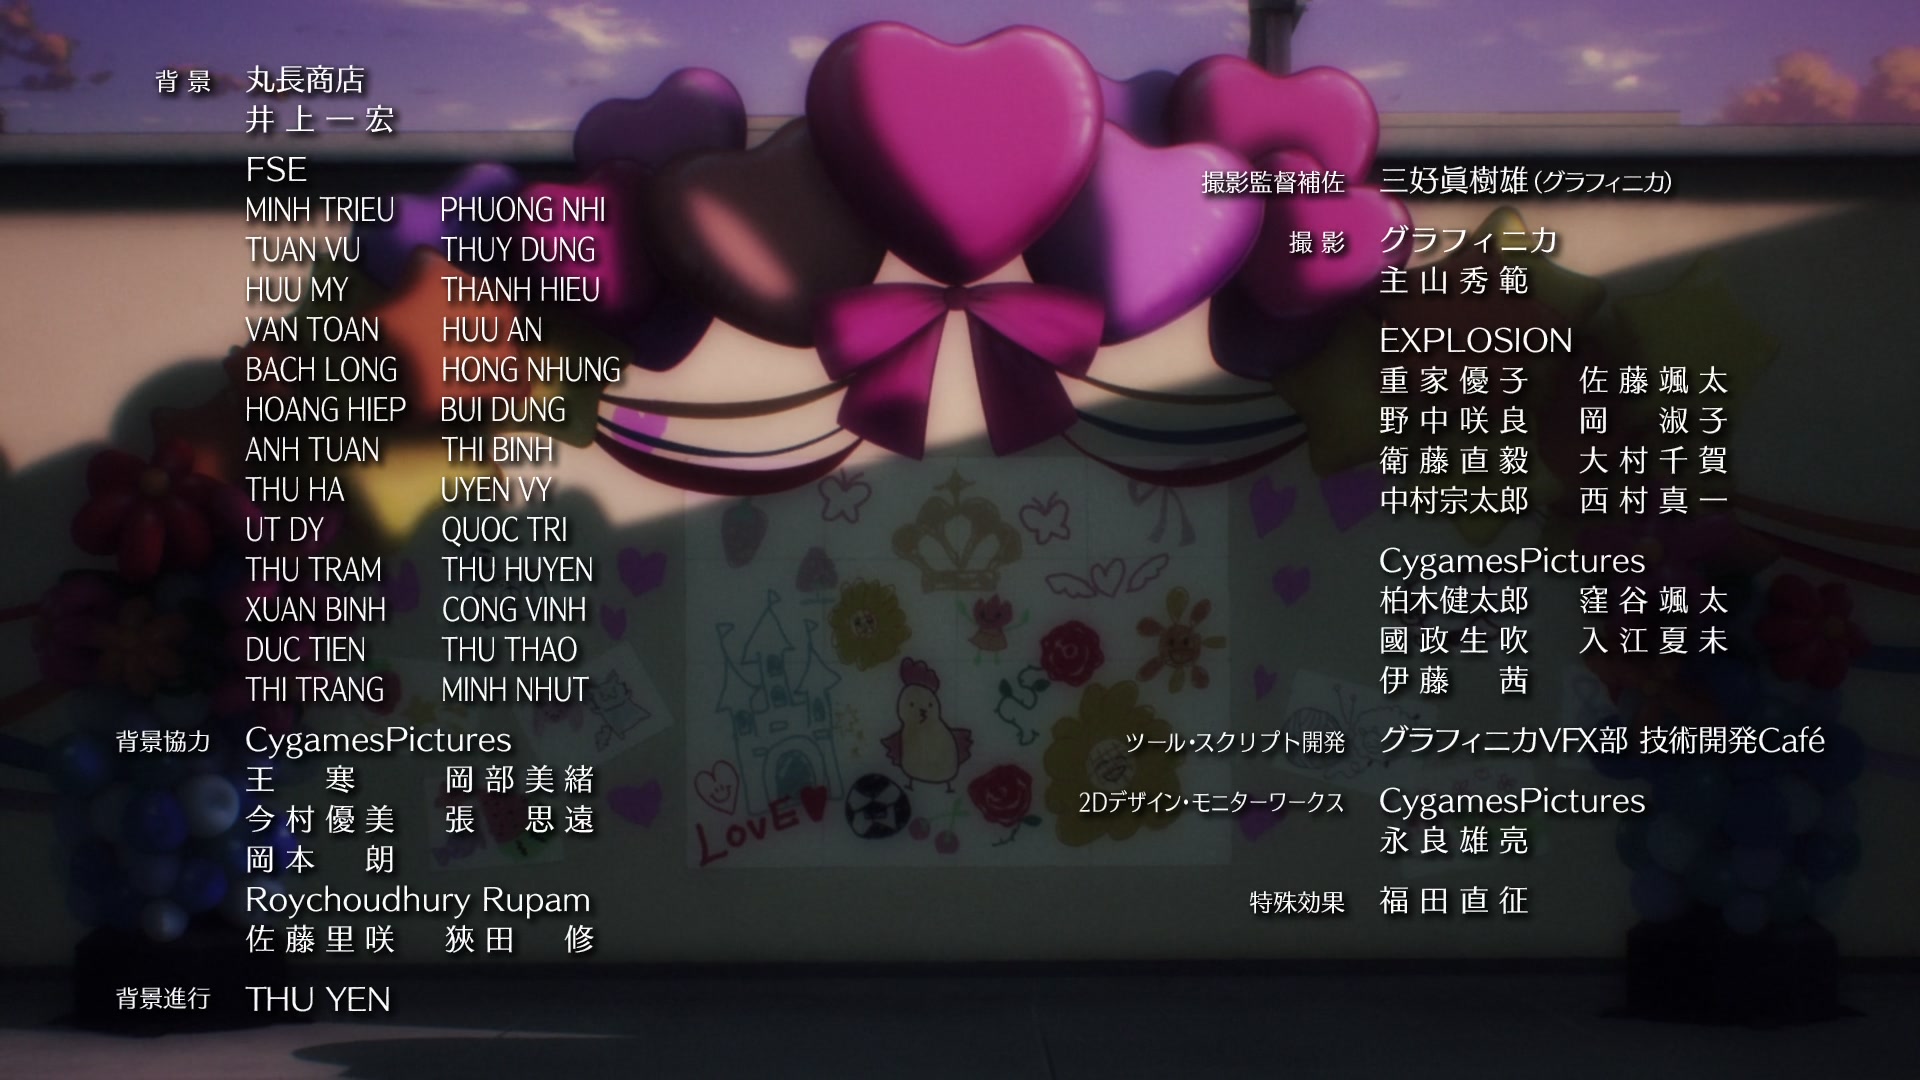 背景 丸長商店
井上一宏
FSE
MINH TRIEU PHUONG NHI
TUAN VU THUY DUNG
HUU MY THANH HIEU
VAN TOAN HUU AN
BACH LONG HONG NHUNG
HOANG HIEP BUI DUNG
ANH TUAN THI BINH
THU HA UYEN VY
UT DY QUOC TRI
THU TRAM THU HUYEN
XUAN BINH CONG VINH
DUC TIEN THU THAO
THI TRANG MINH NHUT
背景協力 CygamesPictures
王寒 岡部美緒
今村優美 張思遠
岡本朗
Roychoudhury Rupam
佐藤里咲 狹田修
背景進行 THU YEN
撮影監督補佐 三好眞樹雄(グラフィニカ)
撮影 グラフィニカ
主山秀範
EXPLOSION
重家優子 佐藤颯太
野中咲良 岡淑子
衛藤直毅 大村千賀
中村宗太郎 西村真一
CygamesPictures
柏木健太郎 窪谷颯太
國政生吹 入江夏未
伊藤茜
ツール・スクリプト開発 グラフィニカVFX部 技術開発Café
2Dデザイン・モニターワークス CygamesPictures
永良雄亮
特殊効果 福田直征
LovE